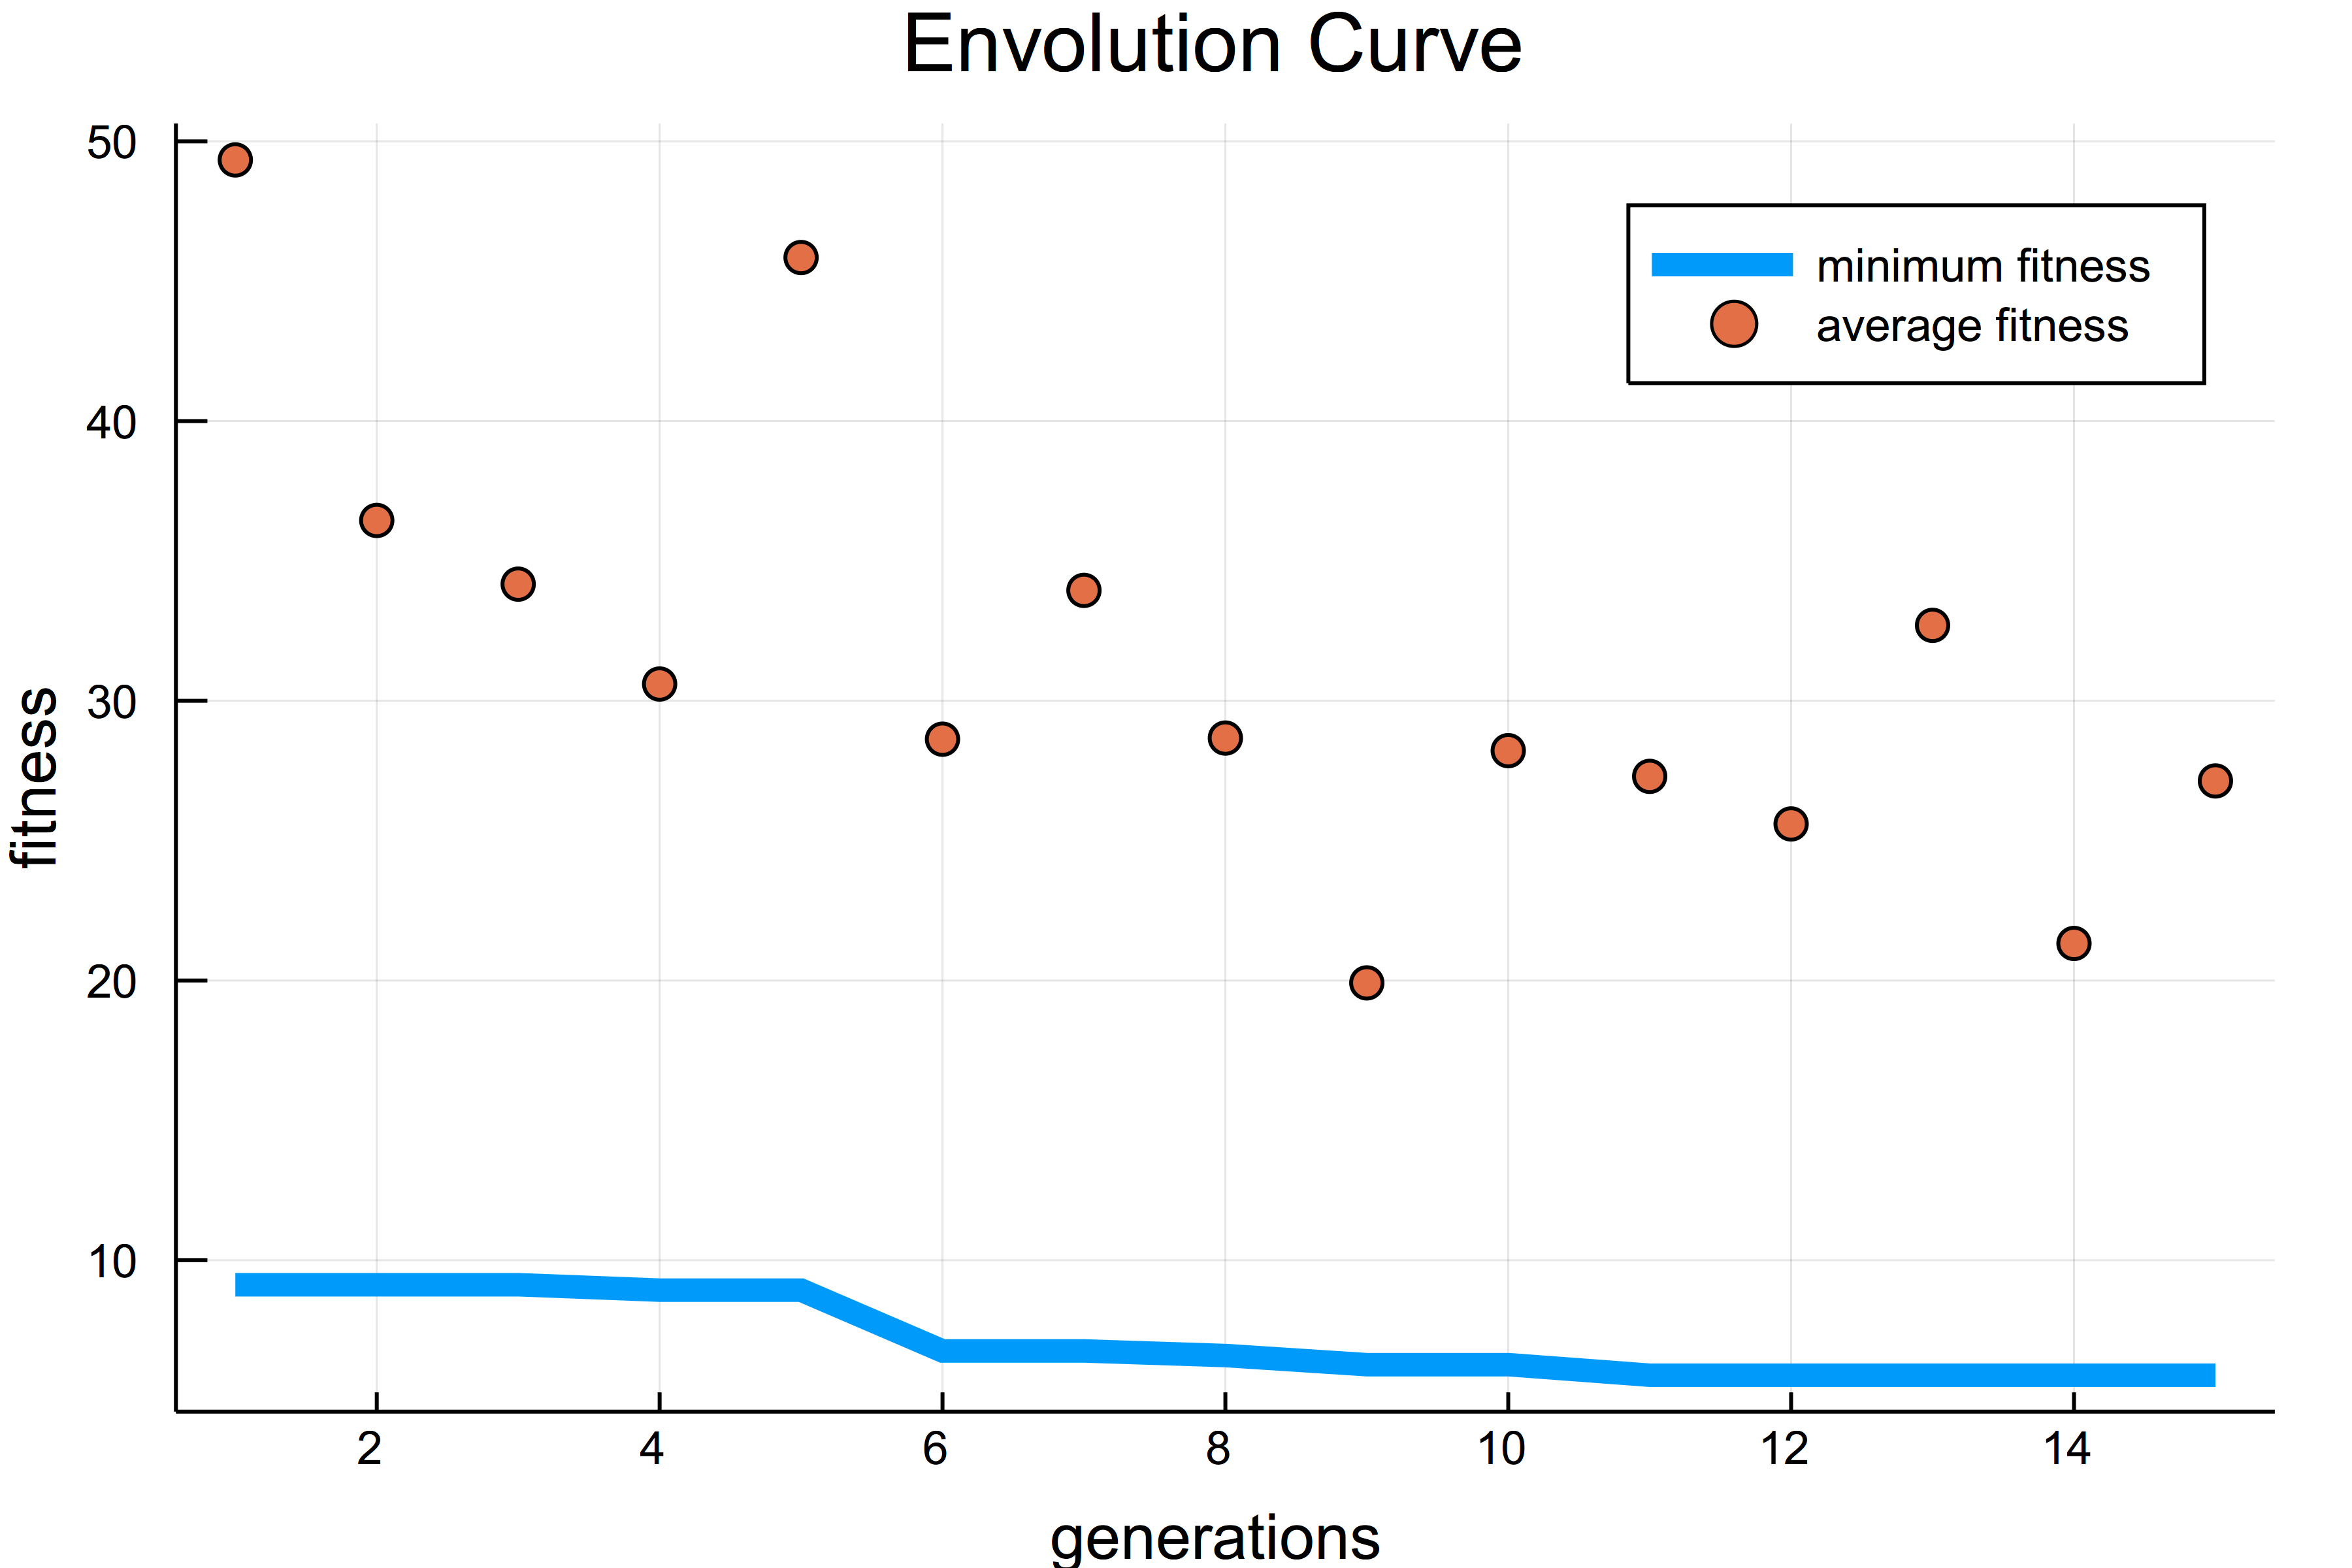 Envolution Curve
50
40
30
20
10
fitness
minimum fitness
average fitness
2 4 6 8 10 12 14
generations